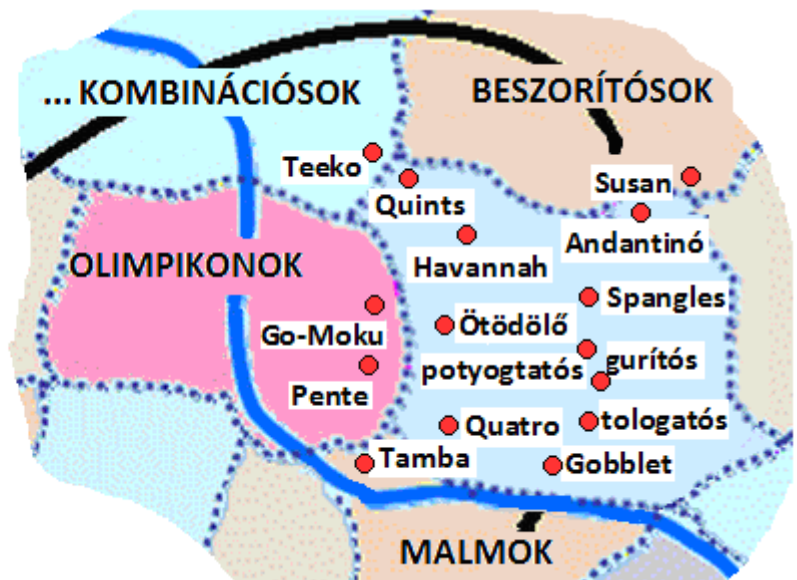 ... KOMBINÁCIÓSOK
BESZORÍTÓSOK
Teeko
Susan
Quints
Andantinó
Havannah
OLIMPIKONOK
Spangles
Go-Moku
Ötödölő
potyogtatós
gurítós
Pente
Quatro
tologatós
Tamba
Gobblet
MALMOK